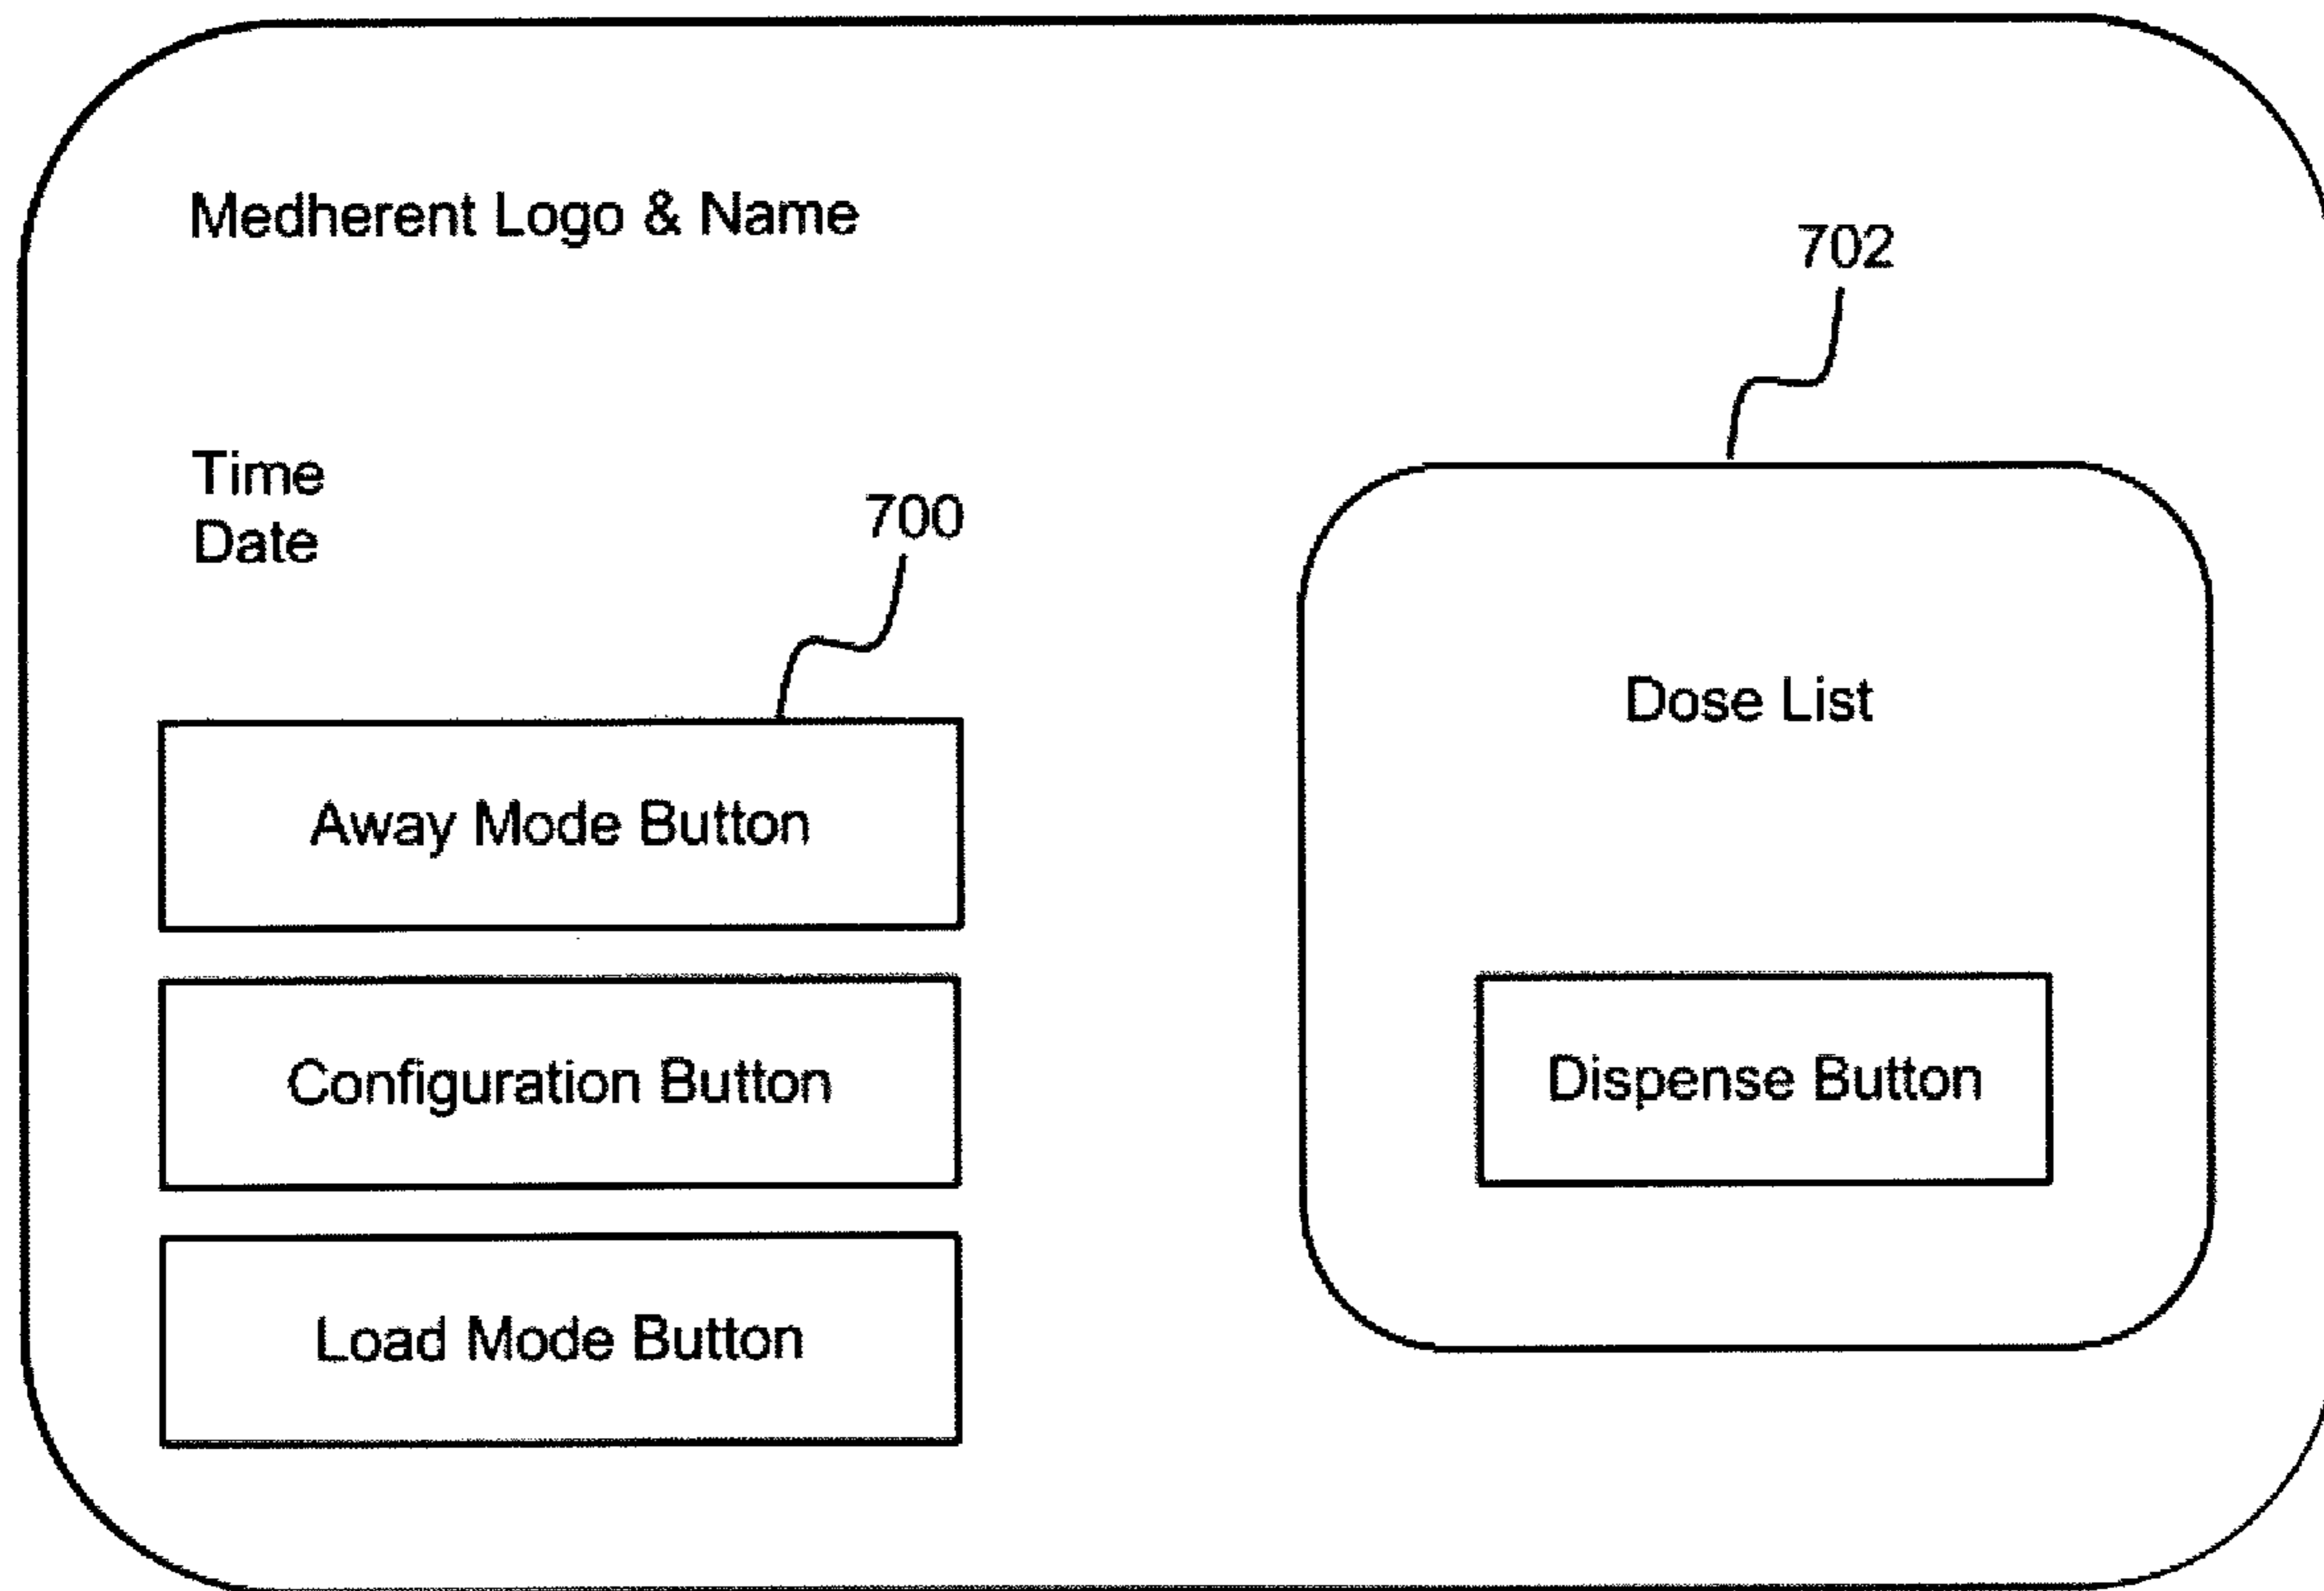 Medherent Logo & Name
702
Time
Date
700
Away Mode Button
Configuration Button
Load Mode Button
Dose List
Dispense Button